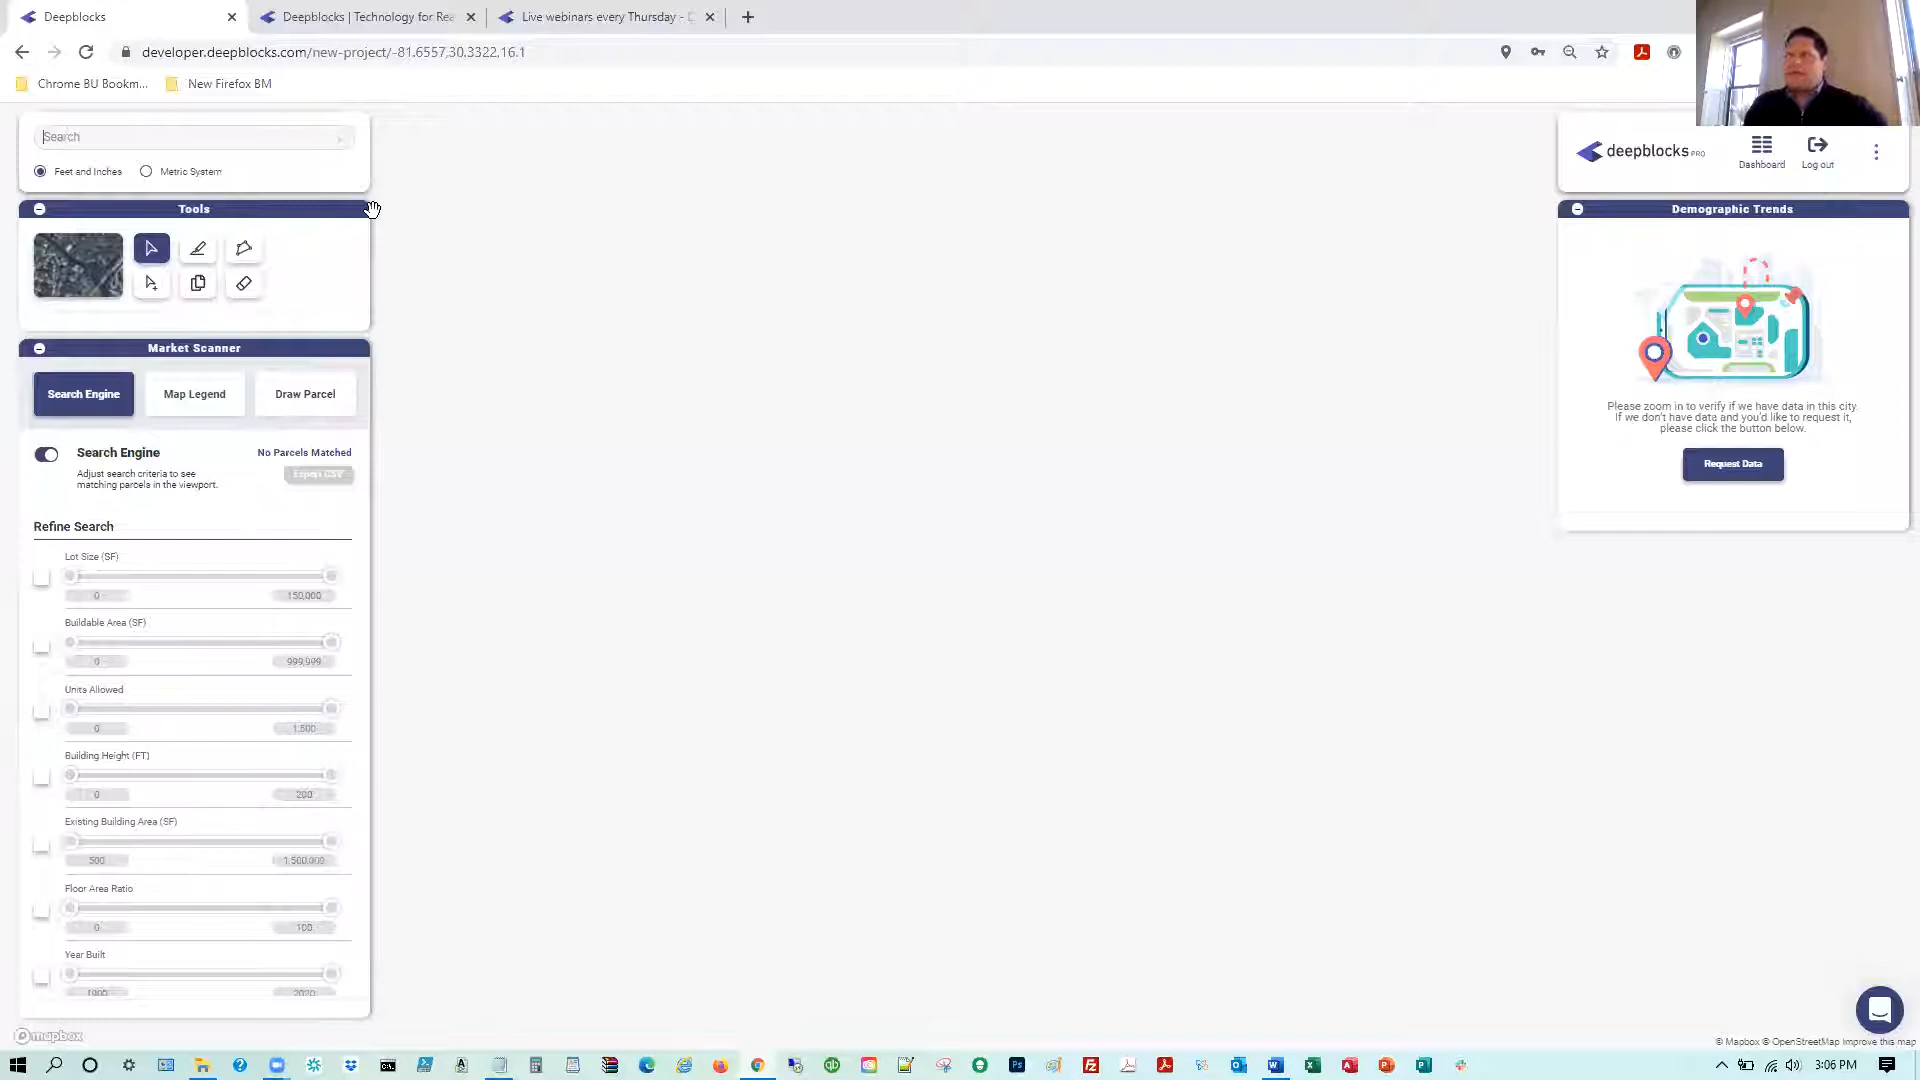 Deepblocks
Deepblocks | Technology for Rea
Live webinars every Thursday - D
developer.deepblocks.com/new-project/-81.6557,30.3322,16.1
Chrome BU Bookm...
New Firefox BM
Search
Feet and Inches
Metric System
Tools
Market Scanner
Search Engine
Map Legend
Draw Parcel
Search Engine
No Parcels Matched
Adjust search criteria to see
matching parcels in the viewport.
Export CSV
Refine Search
Lot Size (SF)
0
150,000
Buildable Area (SF)
0
999,999
Units Allowed
0
1,500
Building Height (FT)
0
200
Existing Building Area (SF)
500
1,500,000
Floor Area Ratio
0
100
Year Built
1900
2020
mapbox
deepblocks PRO
Dashboard
Log out
Demographic Trends
Please zoom in to verify if we have data in this city.
If we don't have data and you'd like to request it,
please click the button below.
Request Data
© Mapbox © OpenStreetMap Improve this map
3:06 PM